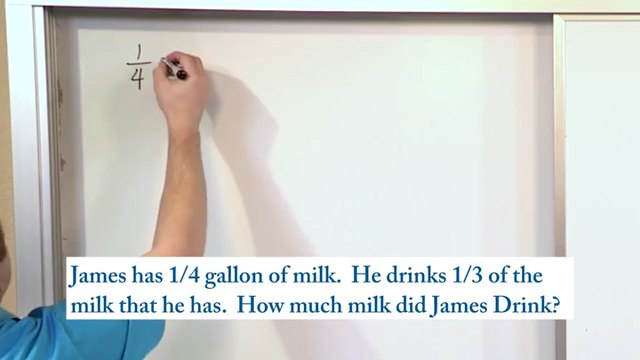 1
4
James has 1/4 gallon of milk.  He drinks 1/3 of the
milk that he has.  How much milk did James Drink?